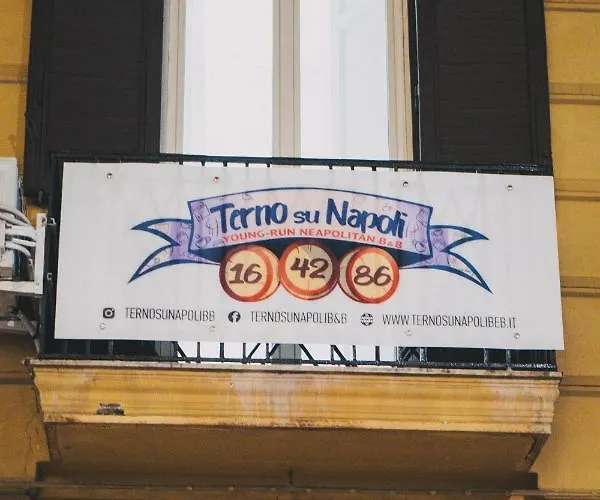 Terno su Napoli
YOUNG-RUN NEAPOLITAN B&B
16 42 86
TERNOSUNAPOLIBB TERNOSUNAPOLIB&B WWW.TERNOSUNAPOLIBEB.IT